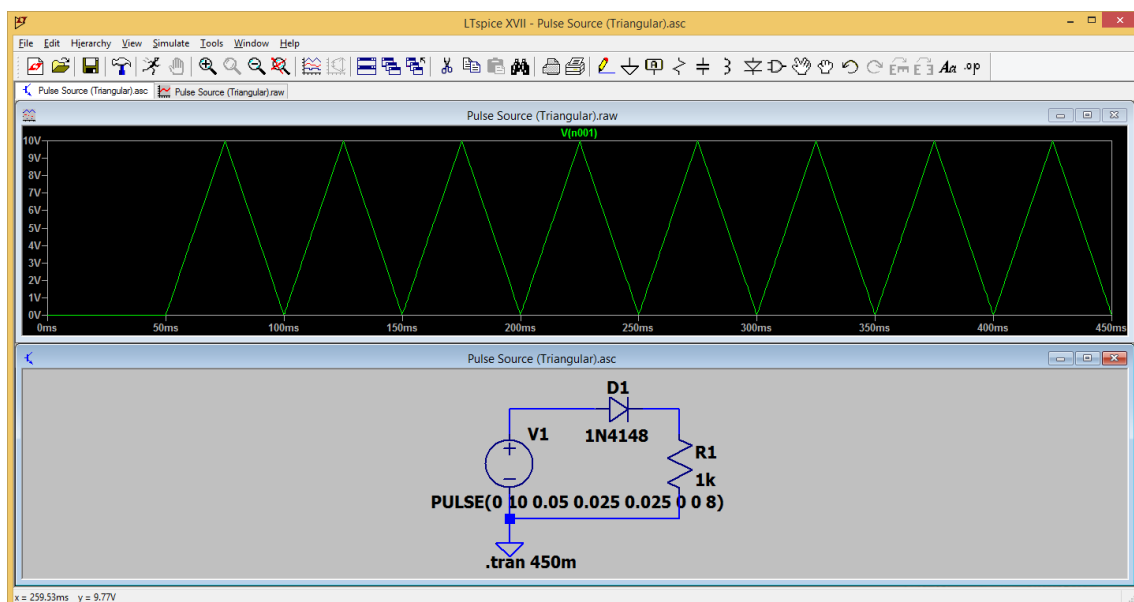 LTspice XVII - Pulse Source (Triangular).asc
File Edit Hierarchy View Simulate Tools Window Help
Pulse Source (Triangular).asc Pulse Source (Triangular).raw
Pulse Source (Triangular).raw
V(n001)
10V
9V
8V
7V
6V
5V
4V
3V
2V
1V
0V
0ms 50ms 100ms 150ms 200ms 250ms 300ms 350ms 400ms 450ms
Pulse Source (Triangular).asc
D1
V1
1N4148
R1
1k
PULSE(0 10 0.05 0.025 0.025 0 0 8)
.tran 450m
x = 259.53ms y = 9.77V